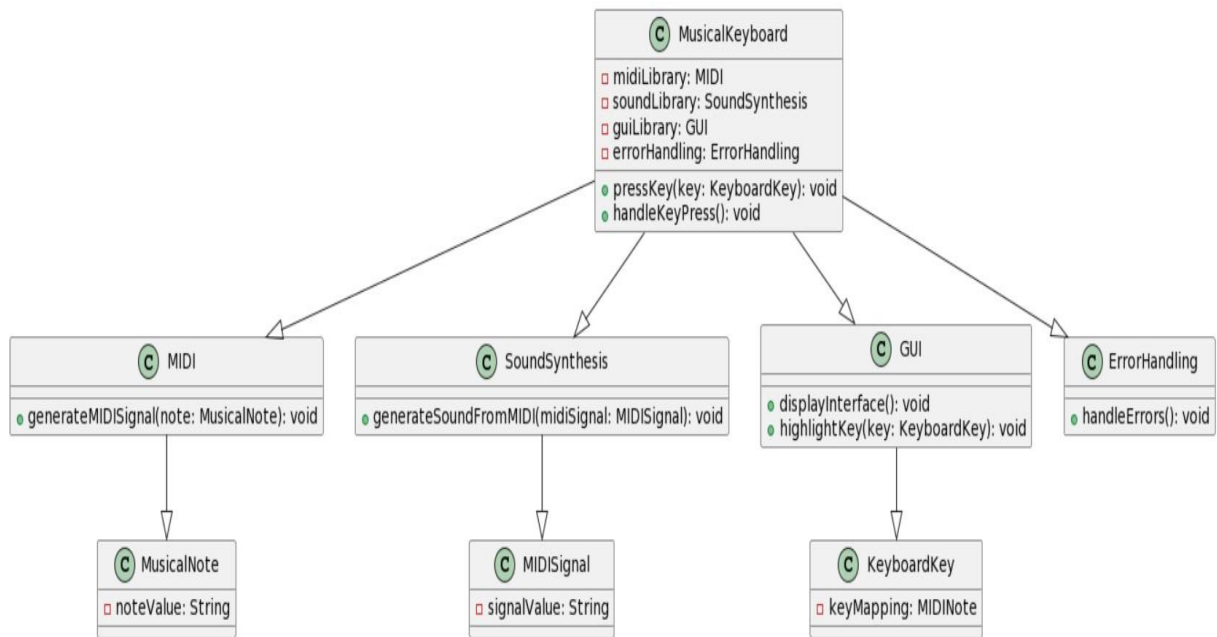 C MusicalKeyboard
midiLibrary: MIDI
soundLibrary: SoundSynthesis
guiLibrary: GUI
errorHandling: ErrorHandling
pressKey(key: KeyboardKey): void
handleKeyPress(): void
C MIDI
generateMIDISignal(note: MusicalNote): void
C SoundSynthesis
generateSoundFromMIDI(midiSignal: MIDISignal): void
C GUI
displayInterface(): void
highlightKey(key: KeyboardKey): void
C ErrorHandling
handleErrors(): void
C MusicalNote
noteValue: String
C MIDISignal
signalValue: String
C KeyboardKey
keyMapping: MIDINote